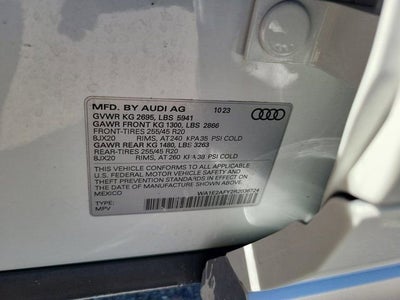 MFD. BY AUDI AG 10 23
GVWR KG 2695, LBS 5941
GAWR FRONT KG 1300, LBS 2866
FRONT-TIRES 255/45 R20
8JX20 RIMS, AT 240 KPA 35 PSI COLD
GAWR REAR KG 1480, LBS 3263
REAR-TIRES 255/45 R20
8JX20 RIMS, AT 260 KPA 38 PSI COLD
THIS VEHICLE CONFORMS TO ALL APPLICABLE
U.S. FEDERAL MOTOR VEHICLE SAFETY AND
THEFT PREVENTION STANDARDS IN EFFECT ON
THE DATE OF MANUFACTURE SHOWN ABOVE
MEXICO
TYPE:
MPV